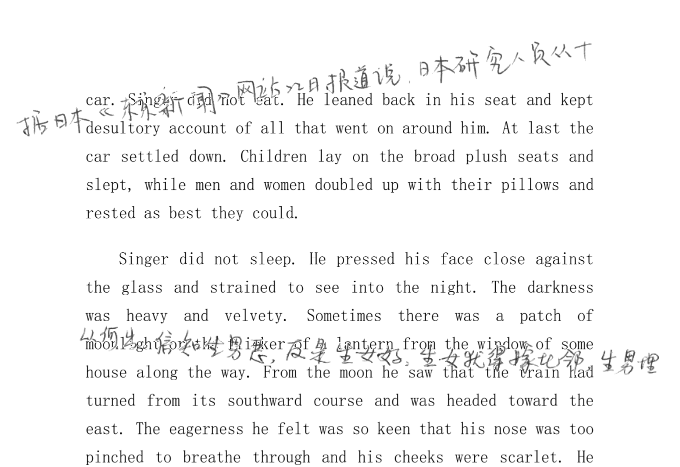 据日本《东京新闻》网站22日报道说,日本研究人员从十
car. Singer did not eat. He leaned back in his seat and kept
desultory account of all that went on around him. At last the
car settled down. Children lay on the broad plush seats and
slept, while men and women doubled up with their pillows and
rested as best they could.
Singer did not sleep. He pressed his face close against
the glass and strained to see into the night. The darkness
was heavy and velvety. Sometimes there was a patch of
从何出。信知生男恶,反是生女好。生女犹得嫁比邻,生男埋
moonlight or the flicker of a lantern from the window of some
house along the way. From the moon he saw that the train had
turned from its southward course and was headed toward the
east. The eagerness he felt was so keen that his nose was too
pinched to breathe through and his cheeks were scarlet. He